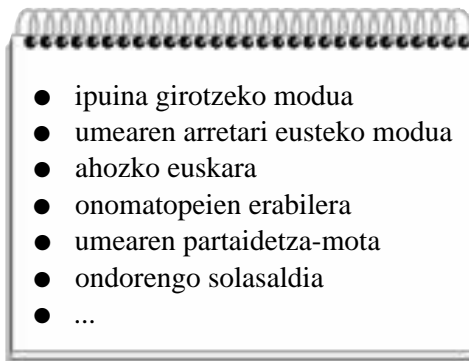 ● ipuina girotzeko modua
● umearen arretari eusteko modua
● ahozko euskara
● onomatopeien erabilera
● umearen partaidetza-mota
● ondorengo solasaldia
● ...